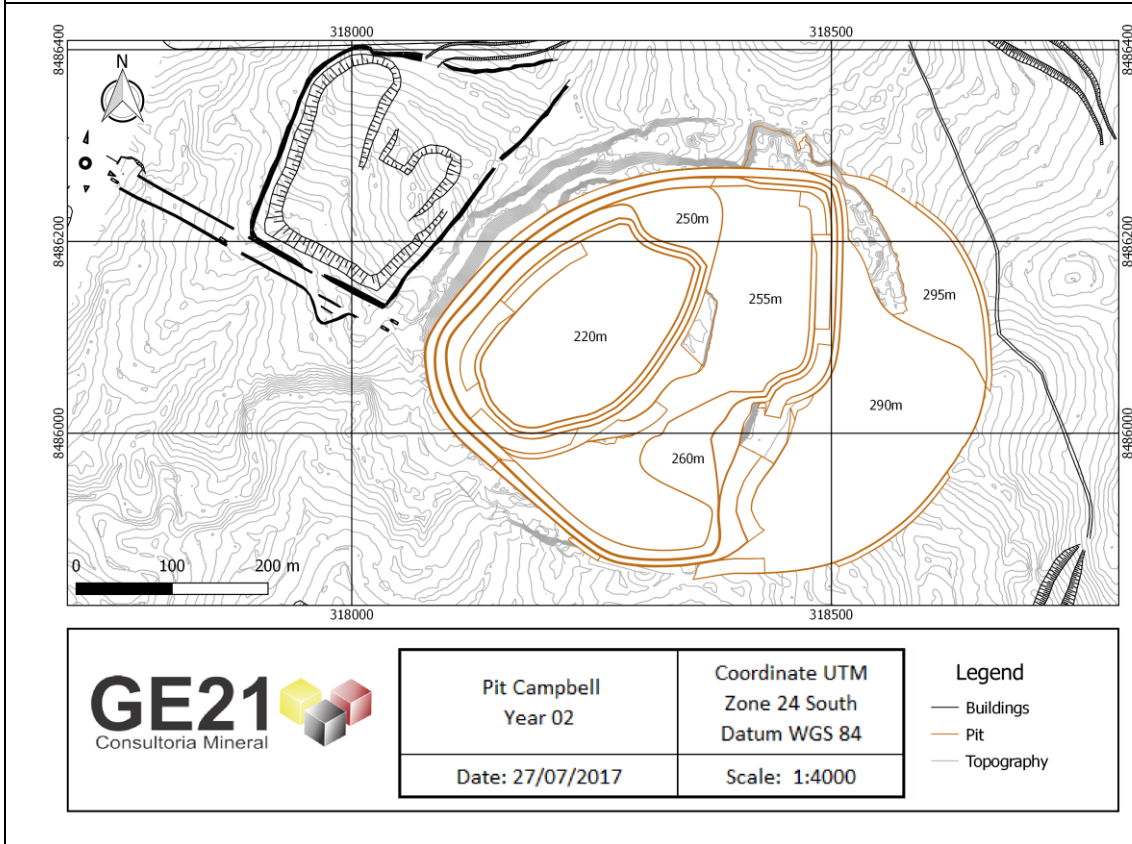 318000
318500
8486400
8486400
N
250m
8486200
8486200
255m
295m
220m
290m
8486000
8486000
260m
0
100
200 m
318000
318500
GE21
Consultoria Mineral
Pit Campbell
Year 02
Coordinate UTM
Zone 24 South
Datum WGS 84
Date: 27/07/2017
Scale: 1:4000
Legend
Buildings
Pit
Topography